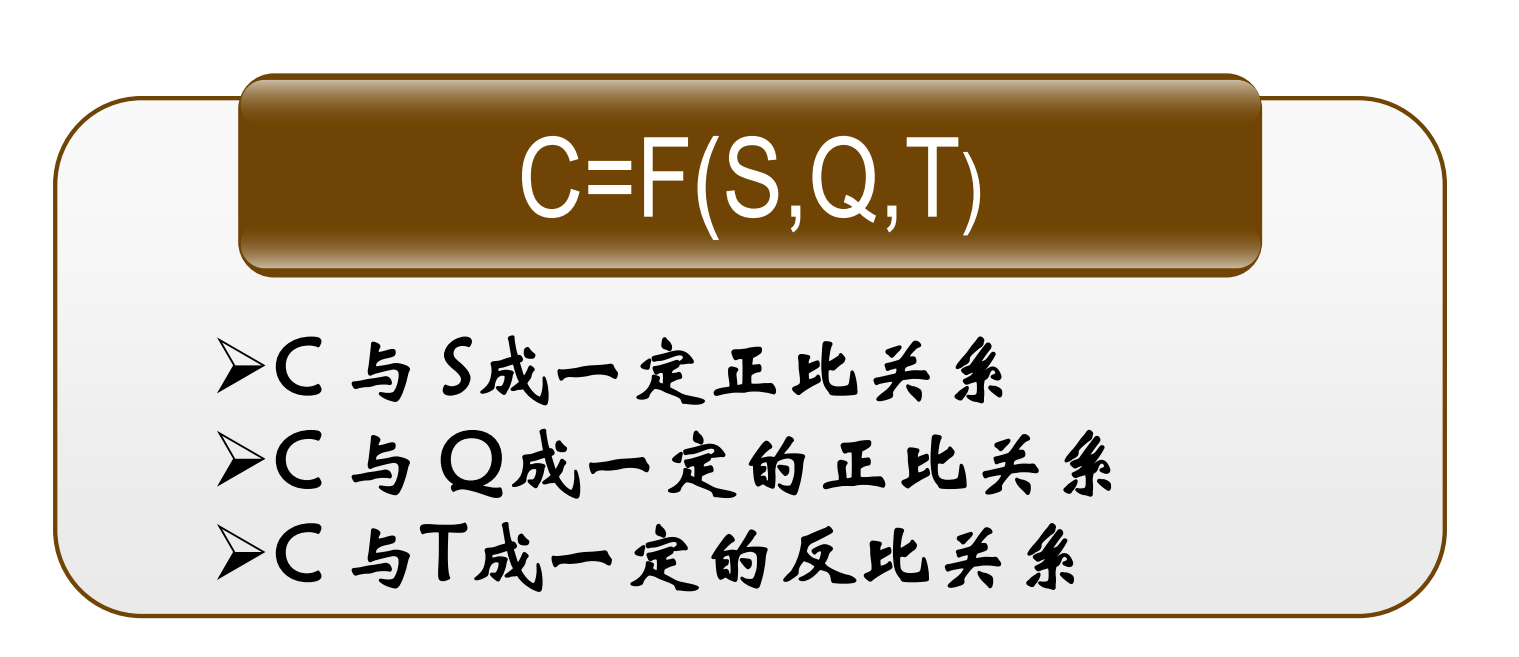 C=F(S,Q,T)
➢C 与 S成一定正比关系
➢C 与 Q成一定的正比关系
➢C 与T成一定的反比关系